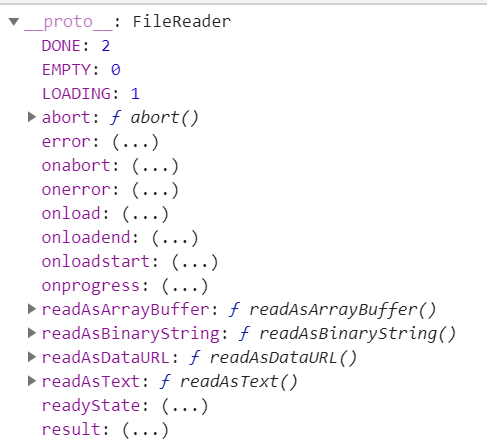 __proto__: FileReader
DONE: 2
EMPTY: 0
LOADING: 1
abort: ƒ abort()
error: (...)
onabort: (...)
onerror: (...)
onload: (...)
onloadend: (...)
onloadstart: (...)
onprogress: (...)
readAsArrayBuffer: ƒ readAsArrayBuffer()
readAsBinaryString: ƒ readAsBinaryString()
readAsDataURL: ƒ readAsDataURL()
readAsText: ƒ readAsText()
readyState: (...)
result: (...)